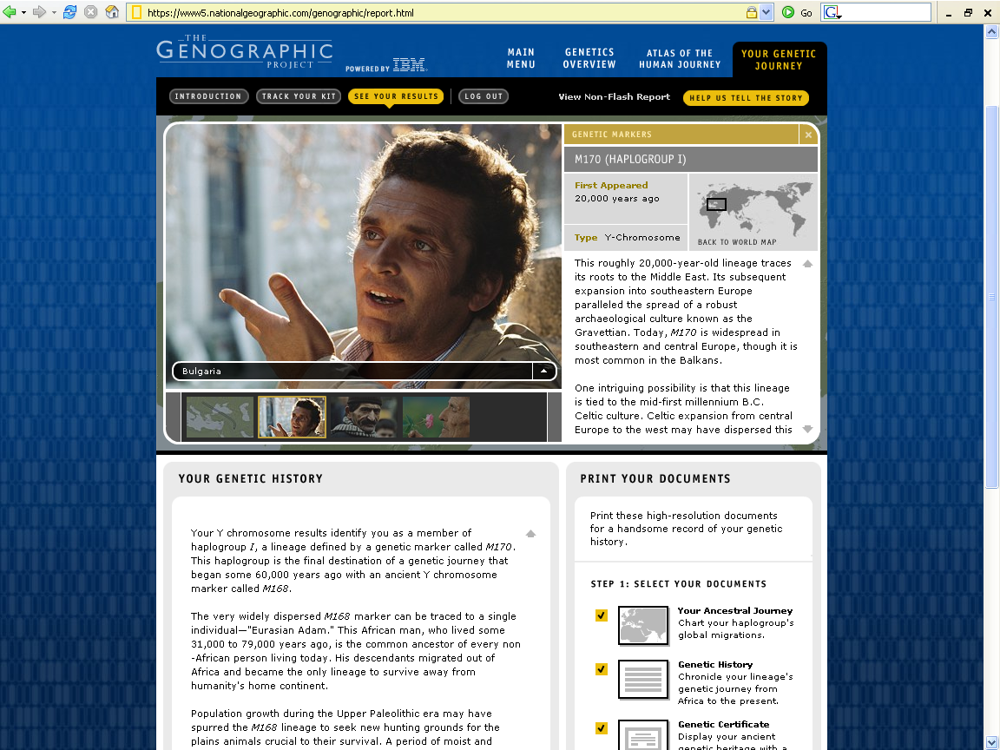 https://www5.nationalgeographic.com/genographic/report.html
Go
G
THE
GENOGRAPHIC
PROJECT
POWERED BY IBM
MAIN
MENU
GENETICS
OVERVIEW
ATLAS OF THE
HUMAN JOURNEY
YOUR GENETIC
JOURNEY
INTRODUCTION
TRACK YOUR KIT
SEE YOUR RESULTS
LOG OUT
View Non-Flash Report
HELP US TELL THE STORY
GENETIC MARKERS
M170 (HAPLOGROUP I)
First Appeared
20,000 years ago
Type Y-Chromosome
BACK TO WORLD MAP
This roughly 20,000-year-old lineage traces
its roots to the Middle East. Its subsequent
expansion into southeastern Europe
paralleled the spread of a robust
archaeological culture known as the
Gravettian. Today, M170 is widespread in
southeastern and central Europe, though it is
most common in the Balkans.
One intriguing possibility is that this lineage
is tied to the mid-first millennium B.C.
Celtic culture. Celtic expansion from central
Europe to the west may have dispersed this
Bulgaria
YOUR GENETIC HISTORY
Your Y chromosome results identify you as a member of
haplogroup I, a lineage defined by a genetic marker called M170.
This haplogroup is the final destination of a genetic journey that
began some 60,000 years ago with an ancient Y chromosome
marker called M168.
The very widely dispersed M168 marker can be traced to a single
individual—"Eurasian Adam." This African man, who lived some
31,000 to 79,000 years ago, is the common ancestor of every non
-African person living today. His descendants migrated out of
Africa and became the only lineage to survive away from
humanity's home continent.
Population growth during the Upper Paleolithic era may have
spurred the M168 lineage to seek new hunting grounds for the
plains animals crucial to their survival. A period of moist and
PRINT YOUR DOCUMENTS
Print these high-resolution documents
for a handsome record of your genetic
history.
STEP 1: SELECT YOUR DOCUMENTS
Your Ancestral Journey
Chart your haplogroup's
global migrations.
Genetic History
Chronicle your lineage's
genetic journey from
Africa to the present.
Genetic Certificate
Display your ancient
genetic heritage with a